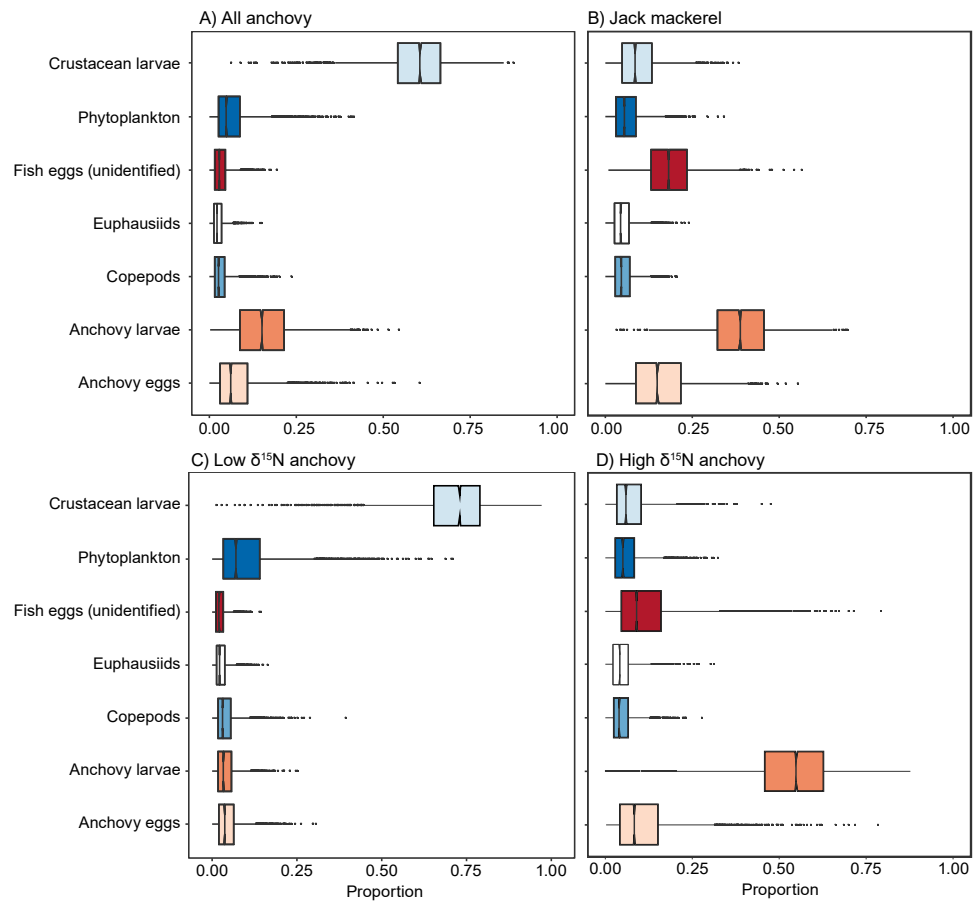 A) All anchovy
B) Jack mackerel
Crustacean larvae
Phytoplankton
Fish eggs (unidentified)
Euphausiids
Copepods
Anchovy larvae
Anchovy eggs
0.00 0.25 0.50 0.75 1.00
0.00 0.25 0.50 0.75 1.00
C) Low δ¹⁵N anchovy
D) High δ¹⁵N anchovy
Crustacean larvae
Phytoplankton
Fish eggs (unidentified)
Euphausiids
Copepods
Anchovy larvae
Anchovy eggs
0.00 0.25 0.50 0.75 1.00
0.00 0.25 0.50 0.75 1.00
Proportion
Proportion